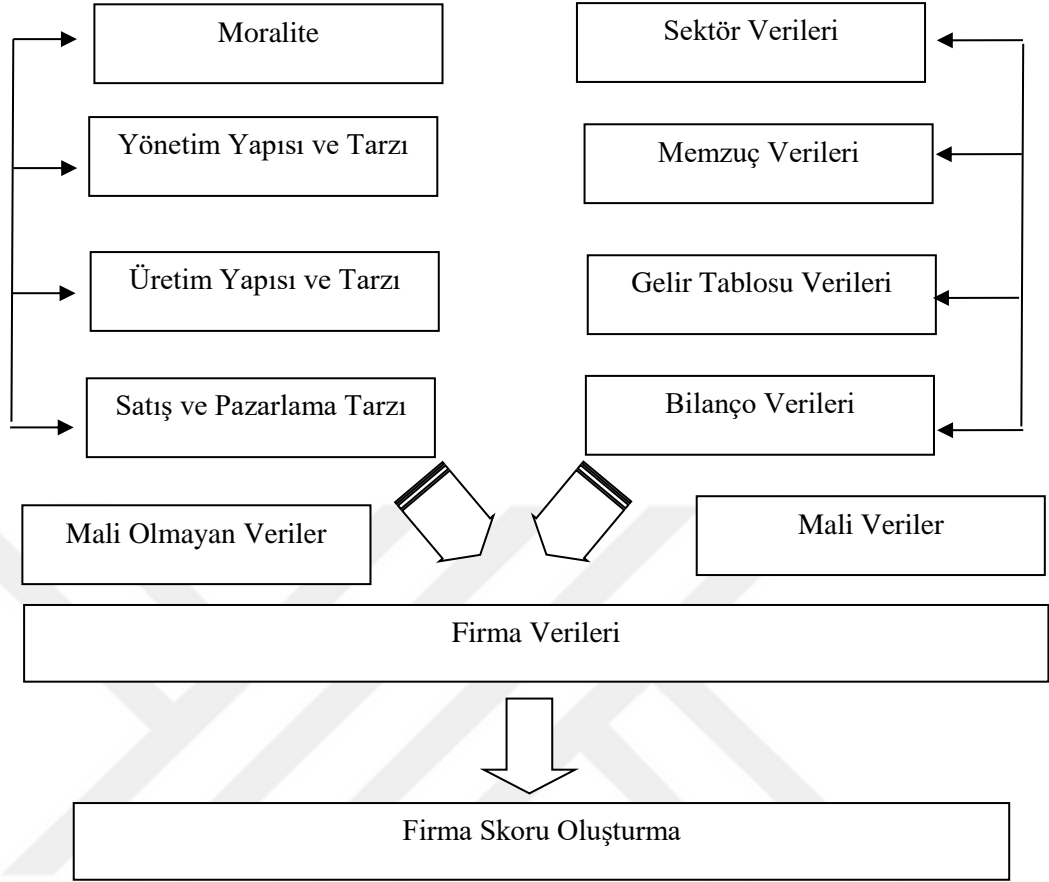 Moralite
Sektör Verileri
Yönetim Yapısı ve Tarzı
Memzuç Verileri
Üretim Yapısı ve Tarzı
Gelir Tablosu Verileri
Satış ve Pazarlama Tarzı
Bilanço Verileri
Mali Olmayan Veriler
Mali Veriler
Firma Verileri
Firma Skoru Oluşturma